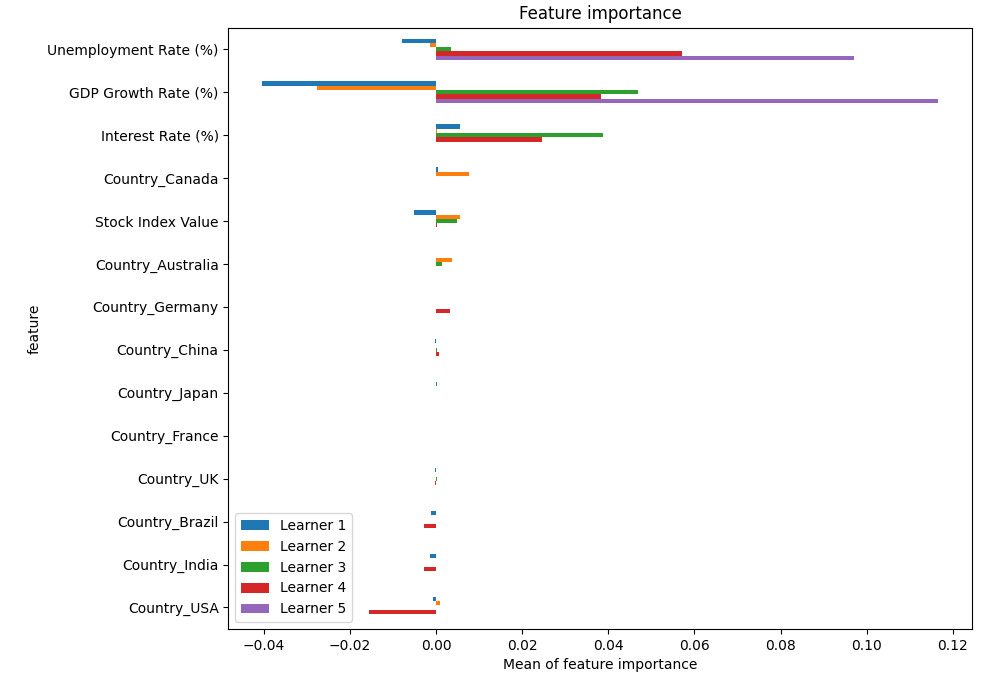 Feature importance
Unemployment Rate (%)
GDP Growth Rate (%)
Interest Rate (%)
Country_Canada
Stock Index Value
Country_Australia
Country_Germany
Country_China
Country_Japan
Country_France
Country_UK
Country_Brazil
Country_India
Country_USA
feature
Learner 1
Learner 2
Learner 3
Learner 4
Learner 5
−0.04 −0.02 0.00 0.02 0.04 0.06 0.08 0.10 0.12
Mean of feature importance